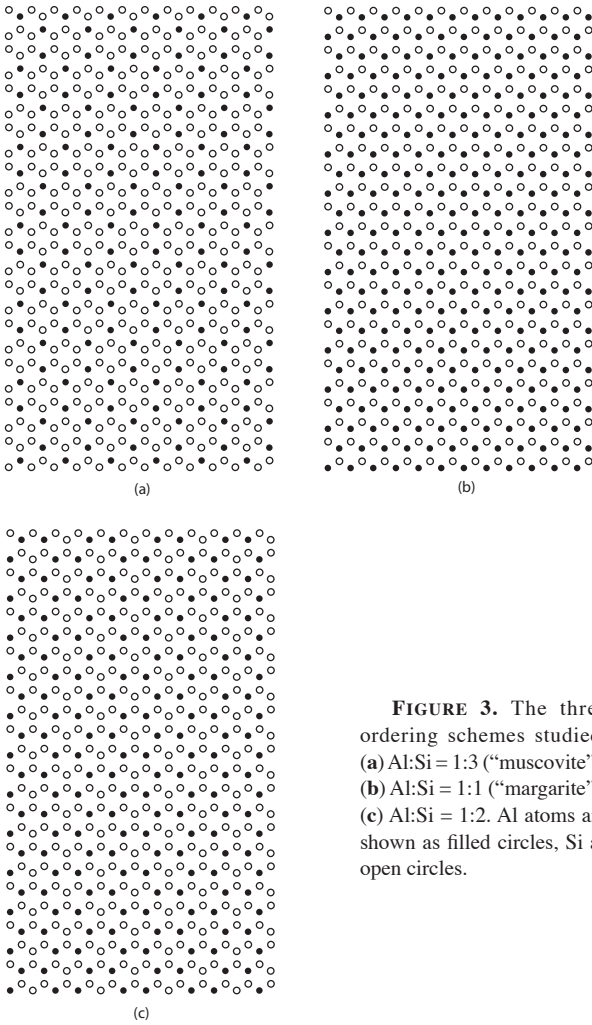 (a)
(b)
(c)
FIGURE 3. The thre
ordering schemes studied
(a) Al:Si = 1:3 (“muscovite”
(b) Al:Si = 1:1 (“margarite”
(c) Al:Si = 1:2. Al atoms a
shown as filled circles, Si a
open circles.